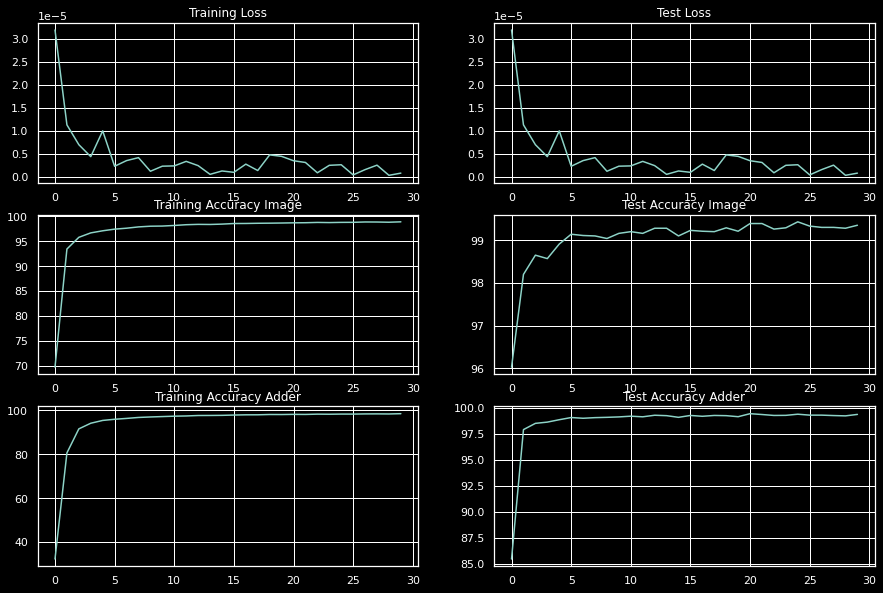 Training Loss
1e−5
3.0
2.5
2.0
1.5
1.0
0.5
0.0
0 5 10 15 20 25 30
Test Loss
1e−5
3.0
2.5
2.0
1.5
1.0
0.5
0.0
0 5 10 15 20 25 30
Training Accuracy Image
100
95
90
85
80
75
70
0 5 10 15 20 25 30
Test Accuracy Image
99
98
97
96
0 5 10 15 20 25 30
Training Accuracy Adder
100
80
60
40
0 5 10 15 20 25 30
Test Accuracy Adder
100.0
97.5
95.0
92.5
90.0
87.5
85.0
0 5 10 15 20 25 30